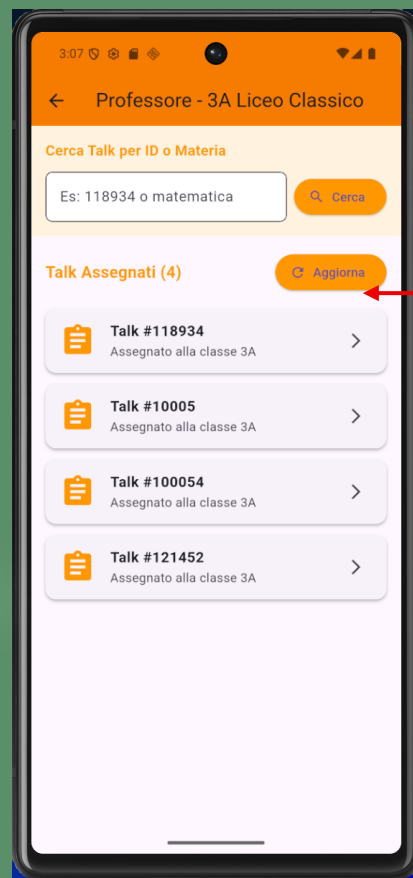 3:07
Professore - 3A Liceo Classico
Cerca Talk per ID o Materia
Es: 118934 o matematica
Cerca
Talk Assegnati (4)
Aggiorna
Talk #118934
Assegnato alla classe 3A
Talk #10005
Assegnato alla classe 3A
Talk #100054
Assegnato alla classe 3A
Talk #121452
Assegnato alla classe 3A